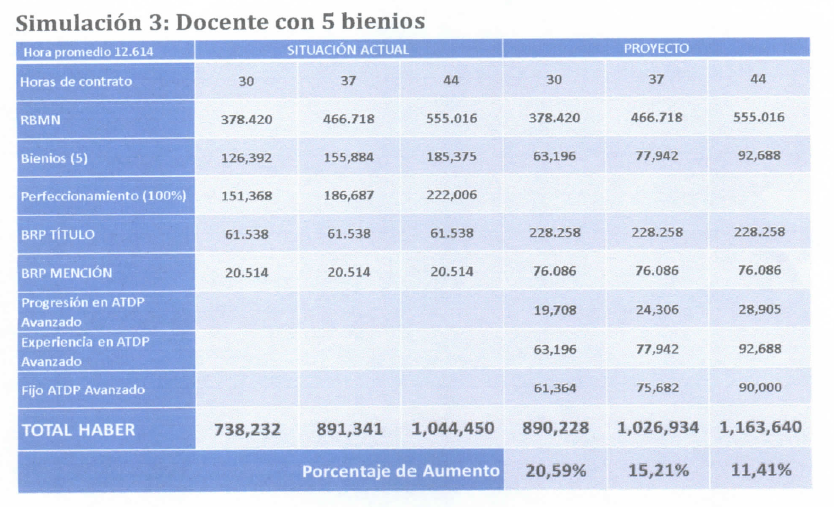 Simulación 3: Docente con 5 bienios
Hora promedio 12.614 SITUACIÓN ACTUAL PROYECTO
Horas de contrato 30 37 44 30 37 44
RBMN 378.420 466.718 555.016 378.420 466.718 555.016
Bienios (5) 126,392 155,884 185,375 63,196 77,942 92,688
Perfeccionamiento (100%) 151,368 186,687 222,006
BRP TÍTULO 61.538 61.538 61.538 228.258 228.258 228.258
BRP MENCIÓN 20.514 20.514 20.514 76.086 76.086 76.086
Progresión en ATDP
Avanzado 19,708 24,306 28,905
Experiencia en ATDP
Avanzado 63,196 77,942 92,688
Fijo ATDP Avanzado 61,364 75,682 90,000
TOTAL HABER 738,232 891,341 1,044,450 890,228 1,026,934 1,163,640
Porcentaje de Aumento 20,59% 15,21% 11,41%